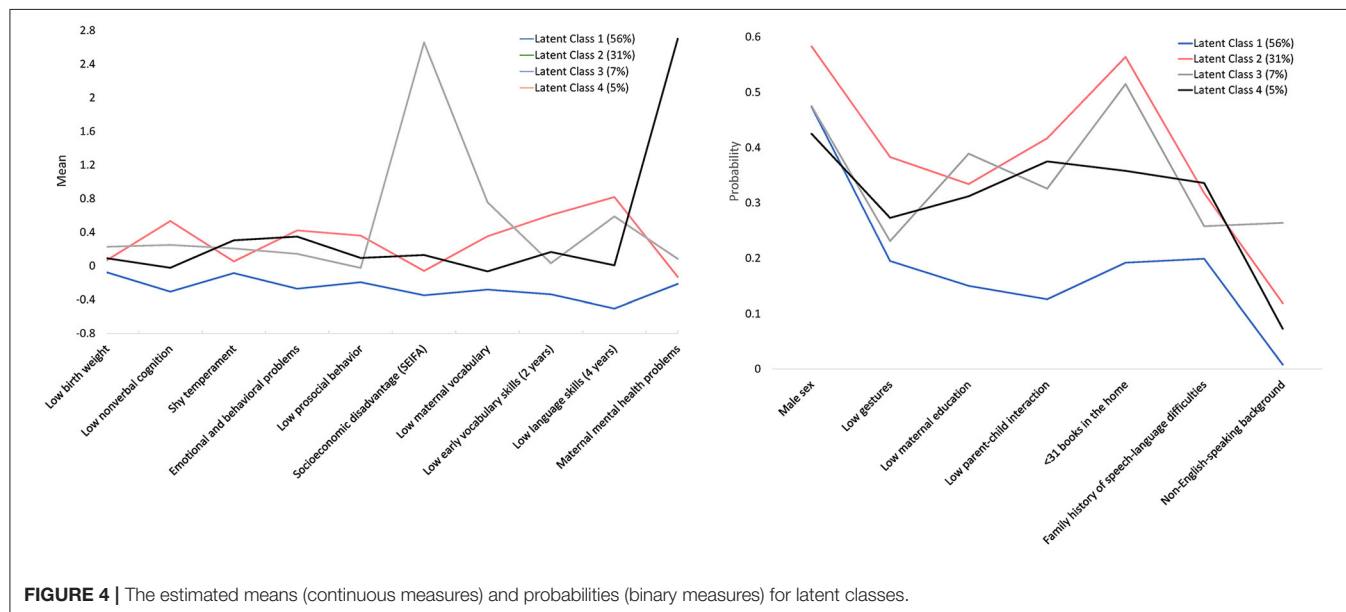 2.8
2.4
2
1.6
1.2
0.8
0.4
0
-0.4
-0.8
Mean
Latent Class 1 (56%)
Latent Class 2 (31%)
Latent Class 3 (7%)
Latent Class 4 (5%)
Low birth weight
Low nonverbal cognition
Shy temperament
Emotional and behavioral problems
Low prosocial behavior
Socioeconomic disadvantage (SEIFA)
Low maternal vocabulary
Low early vocabulary skills (2 years)
Low language skills (4 years)
Maternal mental health problems
0.6
0.5
0.4
0.3
0.2
0.1
0
Probability
Latent Class 1 (56%)
Latent Class 2 (31%)
Latent Class 3 (7%)
Latent Class 4 (5%)
Male sex
Low gestures
Low maternal education
Low parent-child interaction
<31 books in the home
Family history of speech-language difficulties
Non-English-speaking background
FIGURE 4 | The estimated means (continuous measures) and probabilities (binary measures) for latent classes.